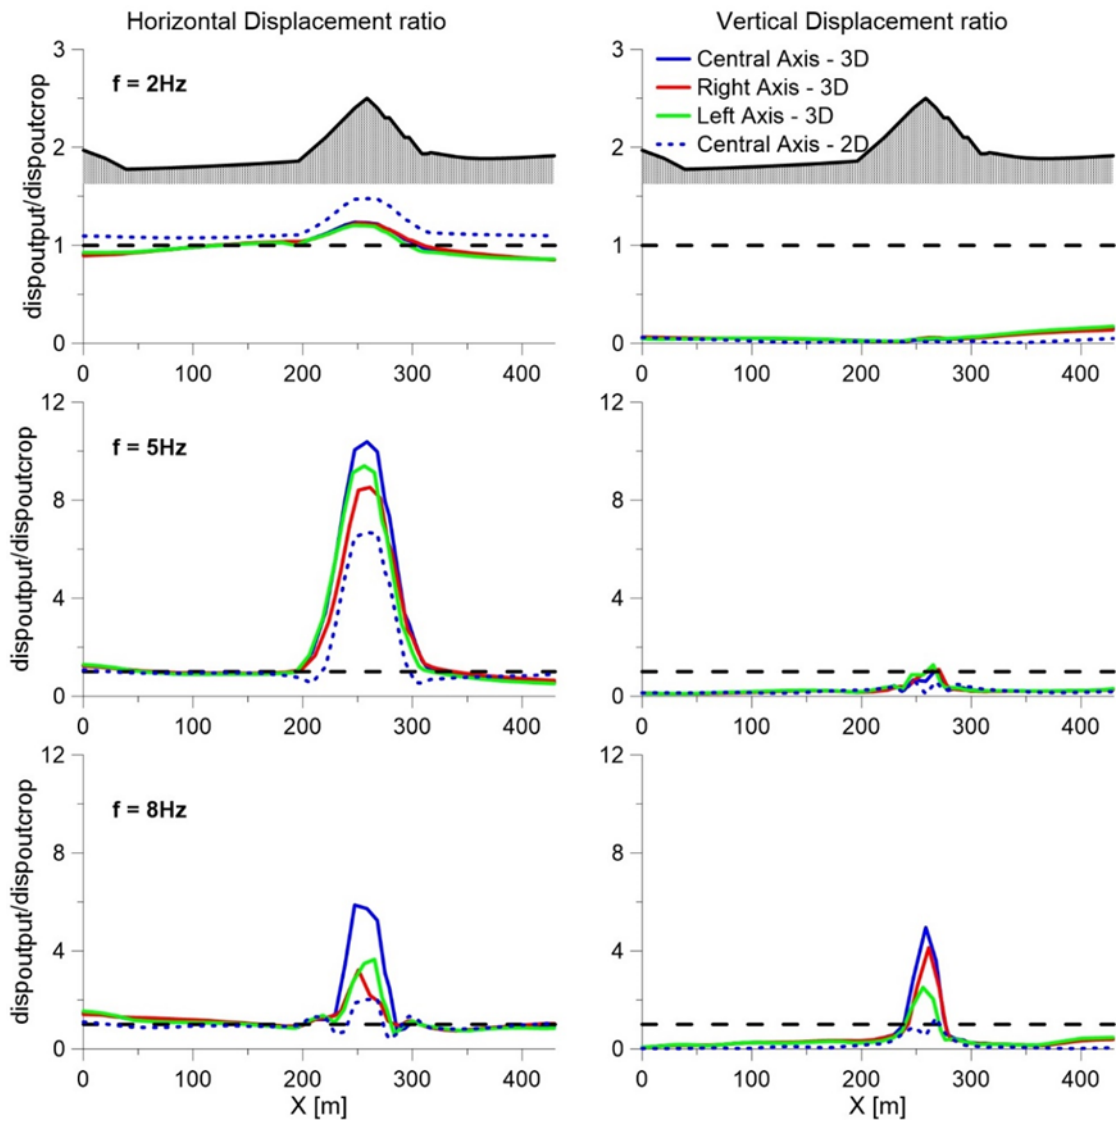 Horizontal Displacement ratio
Vertical Displacement ratio
3
2
1
0
f = 2Hz
dispoutput/dispoutcrop
0 100 200 300 400
3
2
1
0
Central Axis - 3D
Right Axis - 3D
Left Axis - 3D
Central Axis - 2D
0 100 200 300 400
12
8
4
0
f = 5Hz
dispoutput/dispoutcrop
0 100 200 300 400
12
8
4
0
0 100 200 300 400
12
8
4
0
f = 8Hz
dispoutput/dispoutcrop
0 100 200 300 400
X [m]
12
8
4
0
0 100 200 300 400
X [m]